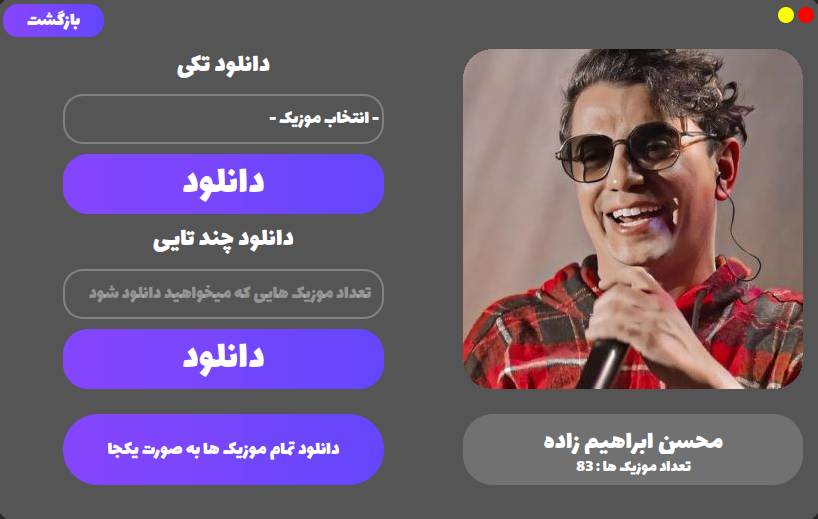 بازگشت
دانلود تکی
- انتخاب موزیک -
دانلود
دانلود چند تایی
تعداد موزیک هایی که میخواهید دانلود شود
دانلود
دانلود تمام موزیک ها به صورت یکجا
محسن ابراهیم زاده
تعداد موزیک ها : 83